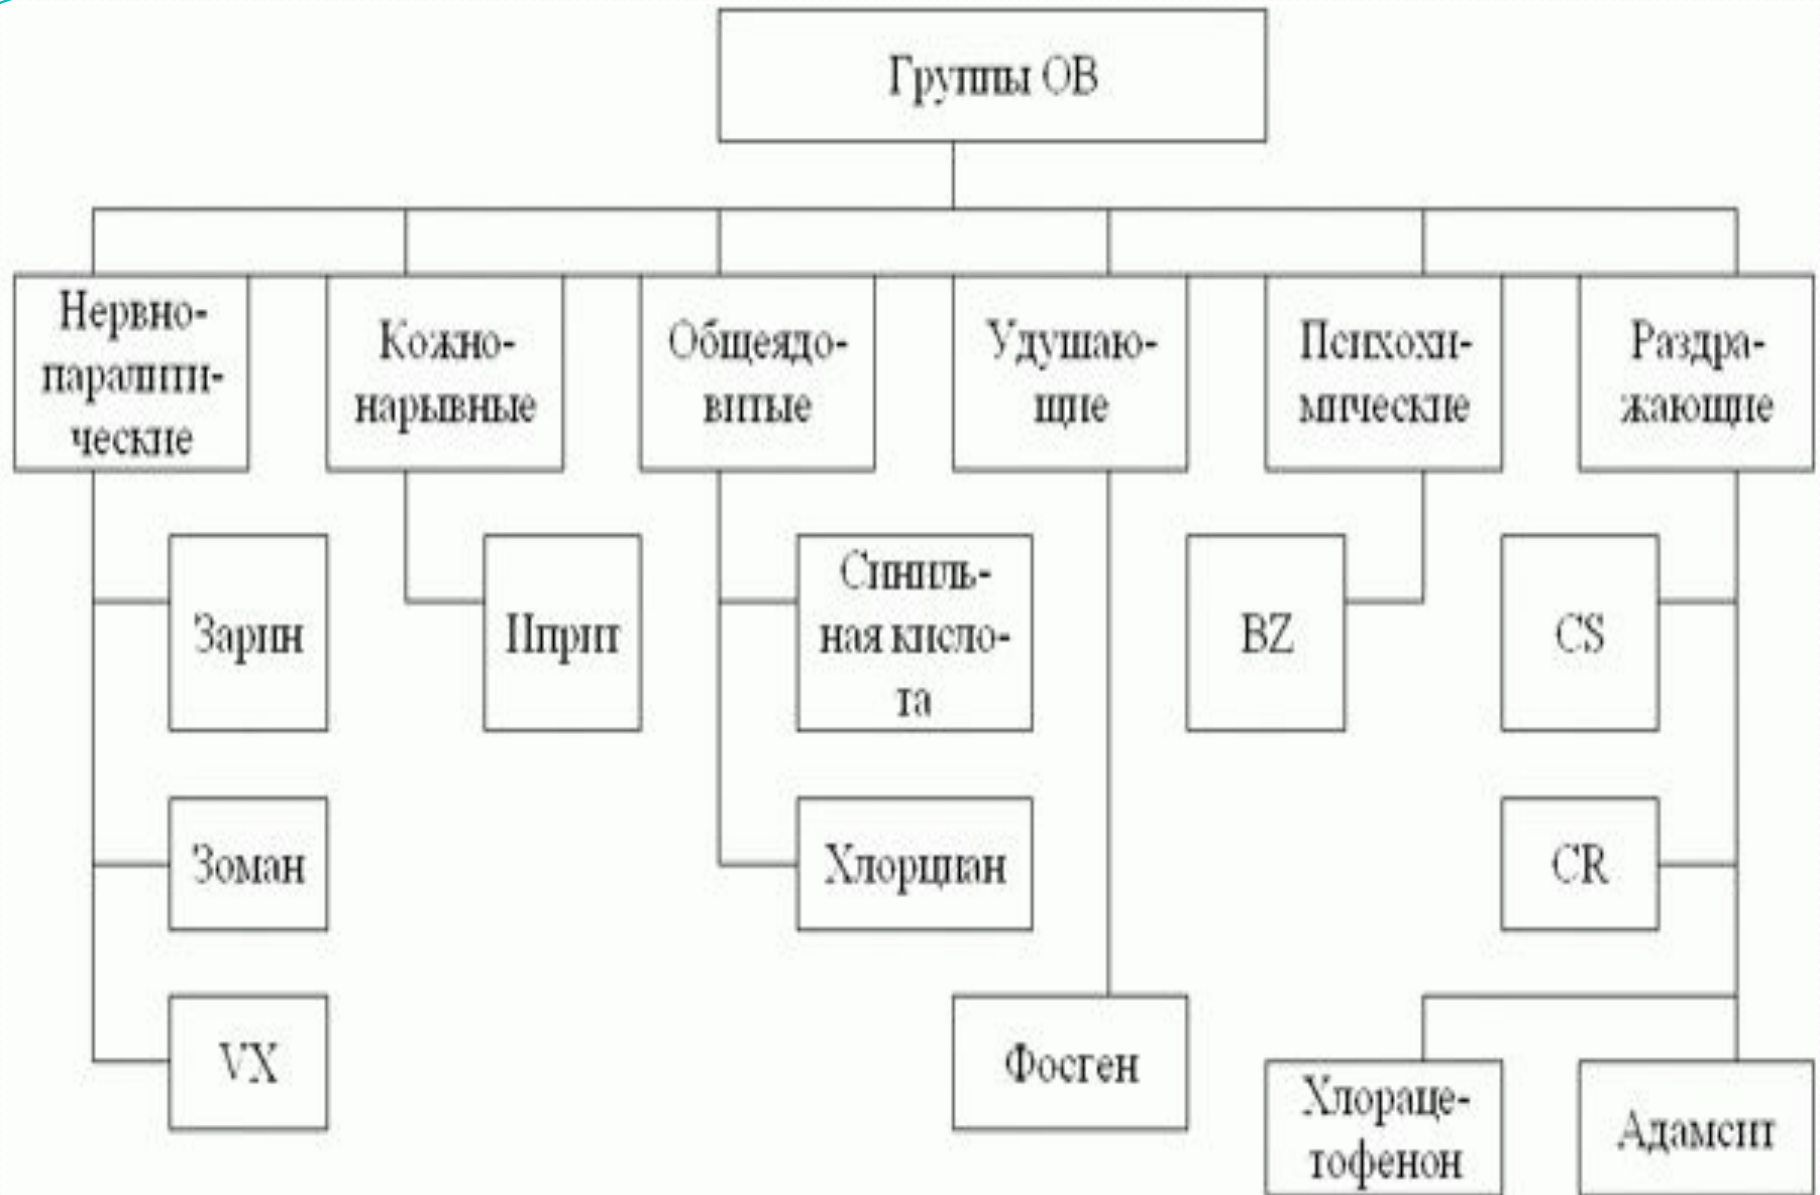 Группы ОВ
Нервно-
паралити-
ческие
Кожно-
нарывные
Общеядо-
витые
Удушаю-
щие
Психохи-
мические
Раздра-
жающие
Зарин
Иприт
Синиль-
ная кисло-
та
BZ
CS
Зоман
Хлорциан
CR
VX
Фосген
Хлораце-
тофенон
Адамсит